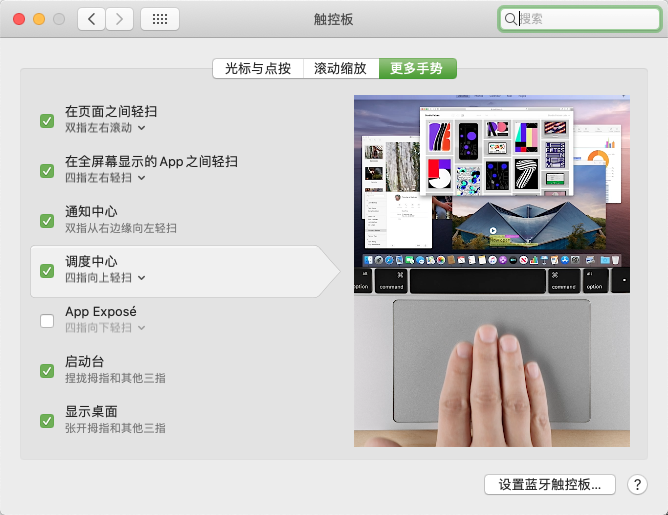 触控板
搜索
光标与点按
滚动缩放
更多手势
在页面之间轻扫
双指左右滚动
在全屏幕显示的 App 之间轻扫
四指左右轻扫
通知中心
双指从右边缘向左轻扫
调度中心
四指向上轻扫
App Exposé
四指向下轻扫
启动台
捏拢拇指和其他三指
显示桌面
张开拇指和其他三指
⌘
⌘
alt
option
command
command
option
设置蓝牙触控板...
?